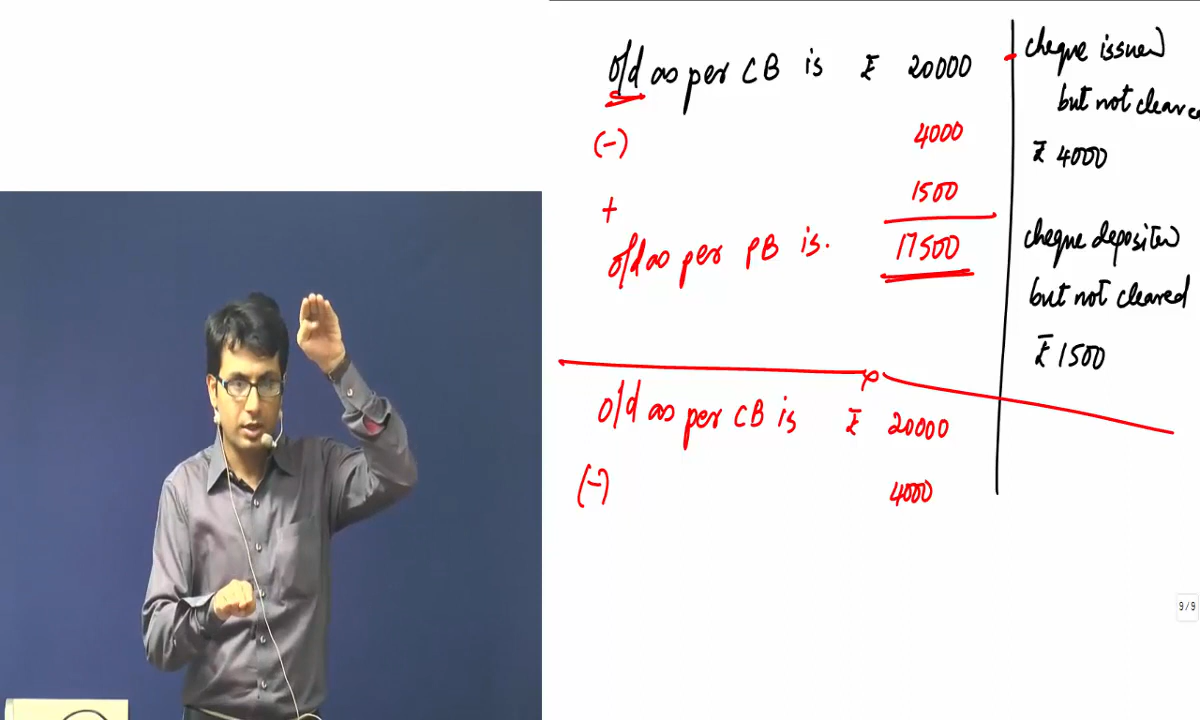 o/d as per CB is ₹ 20000
(-) 4000
+ 1500
o/d as per PB is. 17500
o/d as per CB is ₹ 20000
(-) 4000
cheque issued
but not cleared
₹ 4000
cheque deposited
but not cleared
₹ 1500
9/9